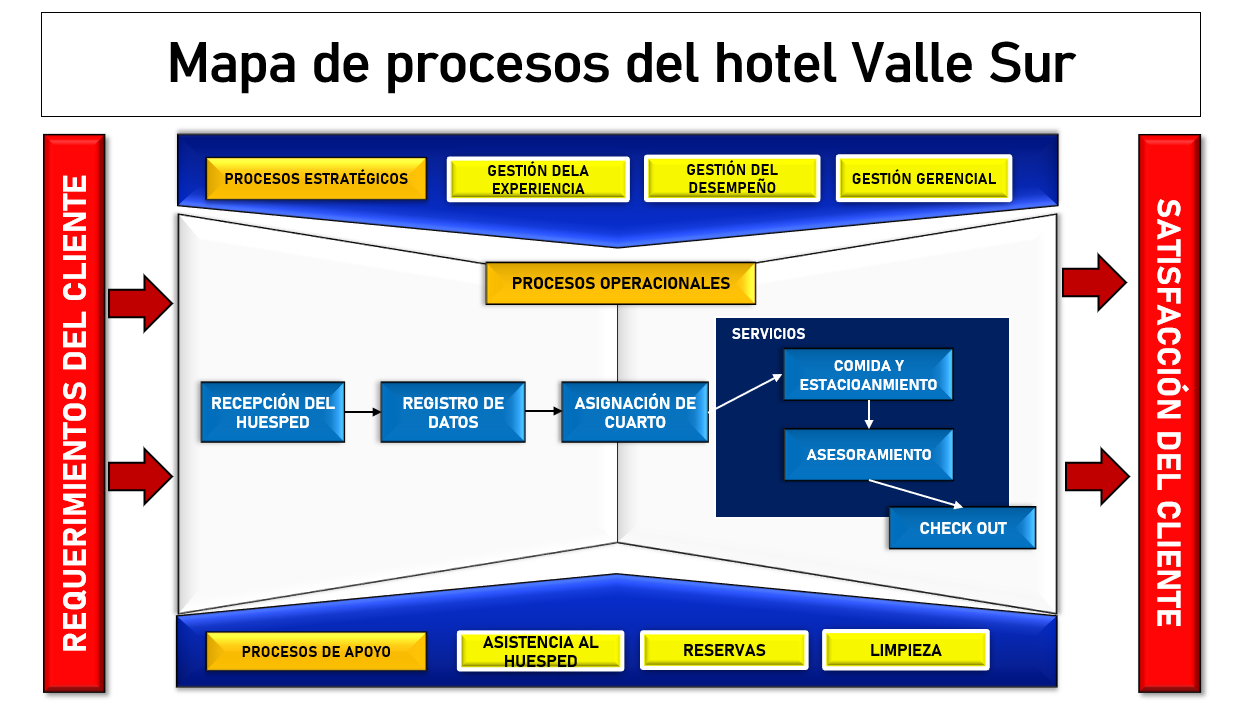 Mapa de procesos del hotel Valle Sur
REQUERIMIENTOS DEL CLIENTE
PROCESOS ESTRATÉGICOS
GESTIÓN DELA
EXPERIENCIA
GESTIÓN DEL
DESEMPEÑO
GESTIÓN GERENCIAL
PROCESOS OPERACIONALES
RECEPCIÓN DEL
HUESPED
REGISTRO DE
DATOS
ASIGNACIÓN DE
CUARTO
SERVICIOS
COMIDA Y
ESTACIOANMIENTO
ASESORAMIENTO
CHECK OUT
PROCESOS DE APOYO
ASISTENCIA AL
HUESPED
RESERVAS
LIMPIEZA
SATISFACCIÓN DEL CLIENTE